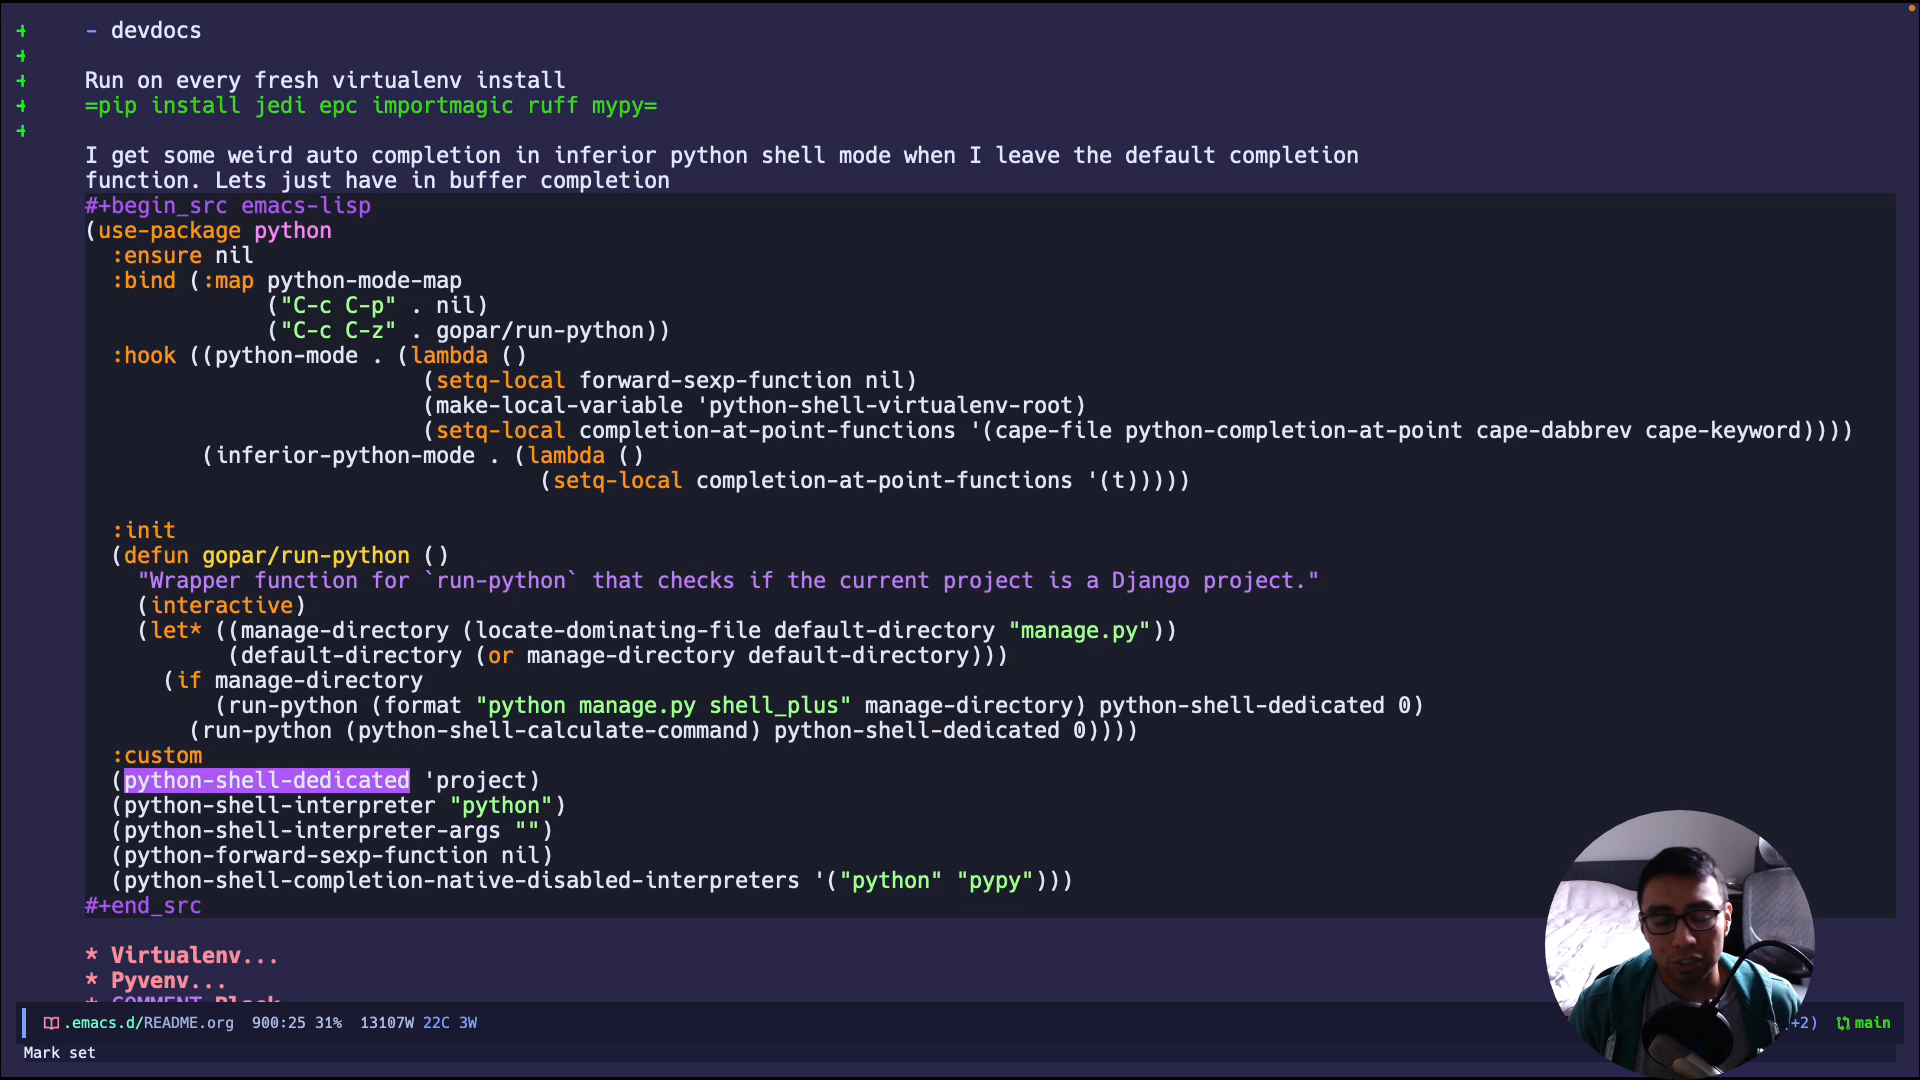 - devdocs
Run on every fresh virtualenv install
=pip install jedi epc importmagic ruff mypy=
I get some weird auto completion in inferior python shell mode when I leave the default completion
function. Lets just have in buffer completion
#+begin_src emacs-lisp
(use-package python
  :ensure nil
  :bind (:map python-mode-map
              ("C-c C-p" . nil)
              ("C-c C-z" . gopar/run-python))
  :hook ((python-mode . (lambda ()
                          (setq-local forward-sexp-function nil)
                          (make-local-variable 'python-shell-virtualenv-root)
                          (setq-local completion-at-point-functions '(cape-file python-completion-at-point cape-dabbrev cape-keyword))))
         (inferior-python-mode . (lambda ()
                                   (setq-local completion-at-point-functions '(t)))))
  :init
  (defun gopar/run-python ()
    "Wrapper function for `run-python` that checks if the current project is a Django project."
    (interactive)
    (let* ((manage-directory (locate-dominating-file default-directory "manage.py"))
           (default-directory (or manage-directory default-directory)))
      (if manage-directory
          (run-python (format "python manage.py shell_plus" manage-directory) python-shell-dedicated 0)
        (run-python (python-shell-calculate-command) python-shell-dedicated 0))))
  :custom
  (python-shell-dedicated 'project)
  (python-shell-interpreter "python")
  (python-shell-interpreter-args "")
  (python-forward-sexp-function nil)
  (python-shell-completion-native-disabled-interpreters '("python" "pypy")))
#+end_src
* Virtualenv...
* Pyvenv...
* COMMENT Black
.emacs.d/README.org 900:25 31% 13107W 22C 3W +2) main
Mark set